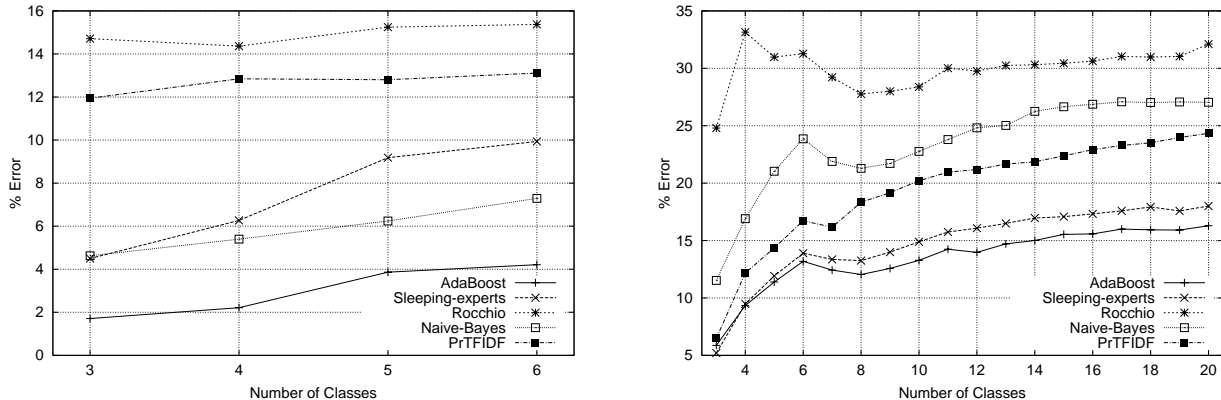 16
14
12
10
8
6
4
2
0
% Error
3
4
5
6
Number of Classes
AdaBoost
Sleeping-experts
Rocchio
Naive-Bayes
PrTFIDF
35
30
25
20
15
10
5
% Error
4
6
8
10
12
14
16
18
20
Number of Classes
AdaBoost
Sleeping-experts
Rocchio
Naive-Bayes
PrTFIDF